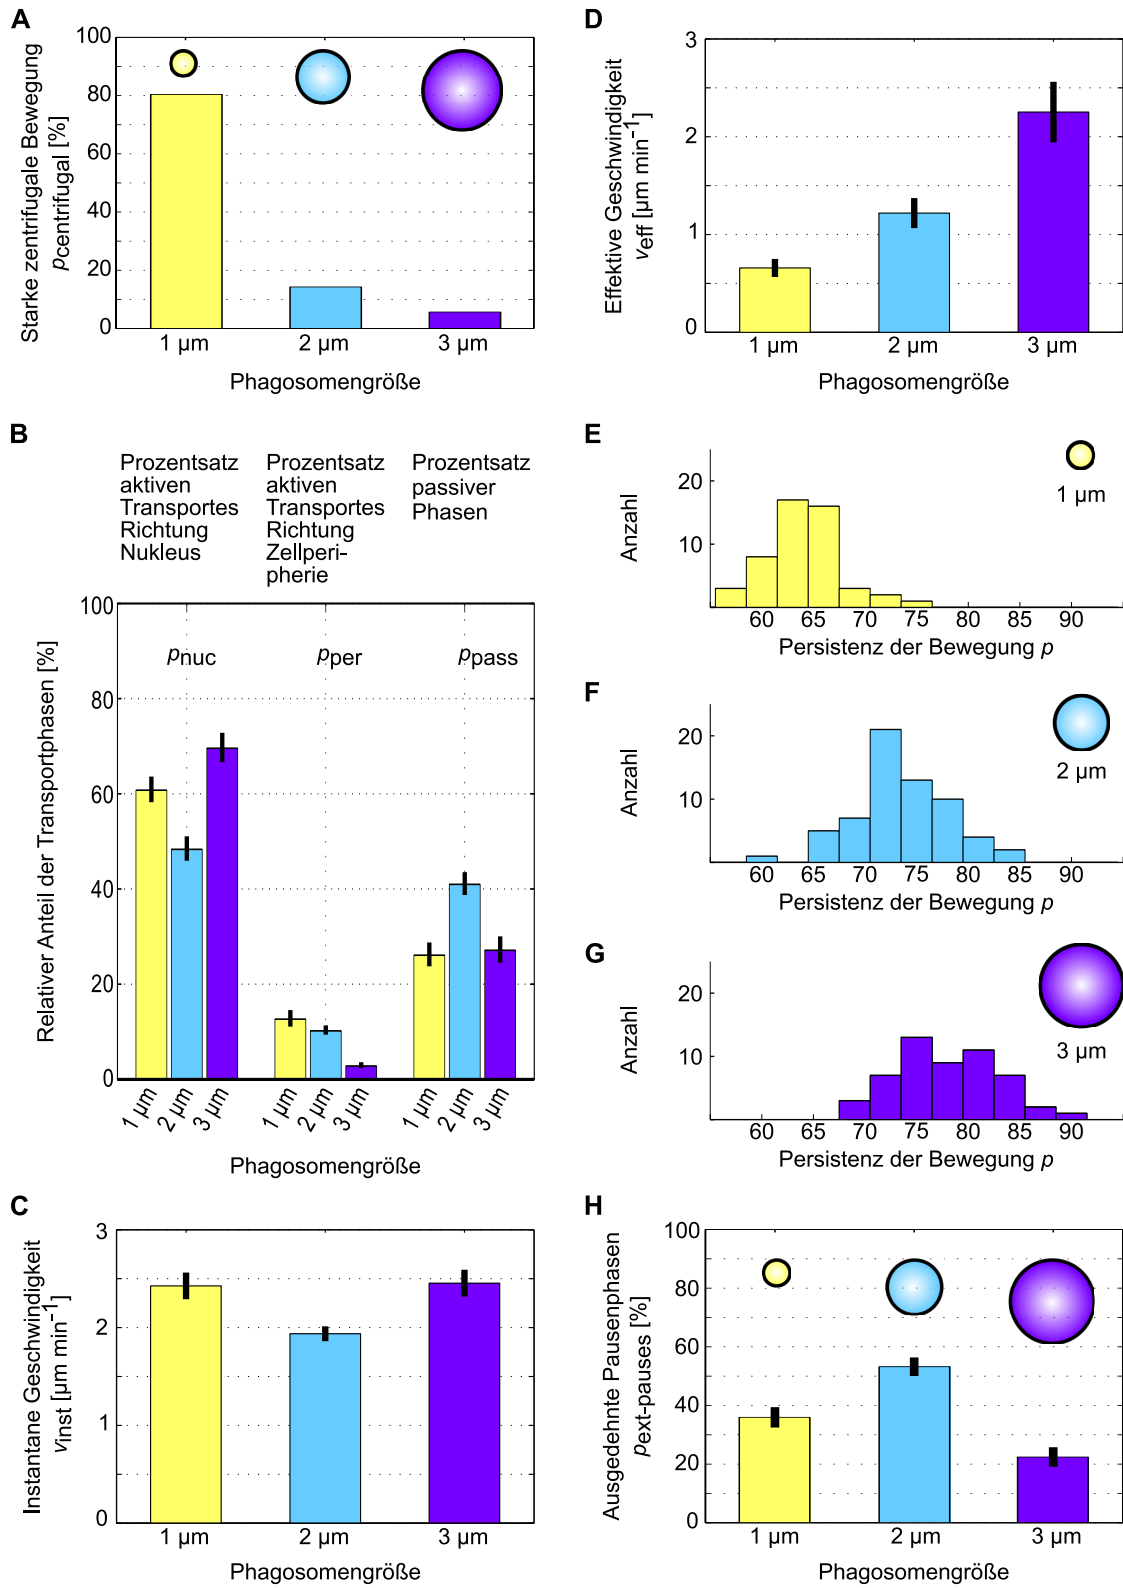 A
Starke zentrifugale Bewegung
pcentrifugal [%]
100
80
60
40
20
0
1 µm 2 µm 3 µm
Phagosomengröße
B
Prozentsatz
aktiven
Transportes
Richtung
Nukleus
Prozentsatz
aktiven
Transportes
Richtung
Zellperi-
pherie
Prozentsatz
passiver
Phasen
Relativer Anteil der Transportphasen [%]
100
80
60
40
20
0
pnuc pper ppass
1 µm 2 µm 3 µm 1 µm 2 µm 3 µm 1 µm 2 µm 3 µm
Phagosomengröße
C
Instantane Geschwindigkeit
vinst [µm min−1]
3
2
1
0
1 µm 2 µm 3 µm
Phagosomengröße
D
Effektive Geschwindigkeit
veff [µm min−1]
3
2
1
0
1 µm 2 µm 3 µm
Phagosomengröße
E
Anzahl
20
10
1 µm
60 65 70 75 80 85 90
Persistenz der Bewegung p
F
Anzahl
20
10
2 µm
60 65 70 75 80 85 90
Persistenz der Bewegung p
G
Anzahl
20
10
3 µm
60 65 70 75 80 85 90
Persistenz der Bewegung p
H
Ausgedehnte Pausenphasen
pext-pauses [%]
100
80
60
40
20
0
1 µm 2 µm 3 µm
Phagosomengröße